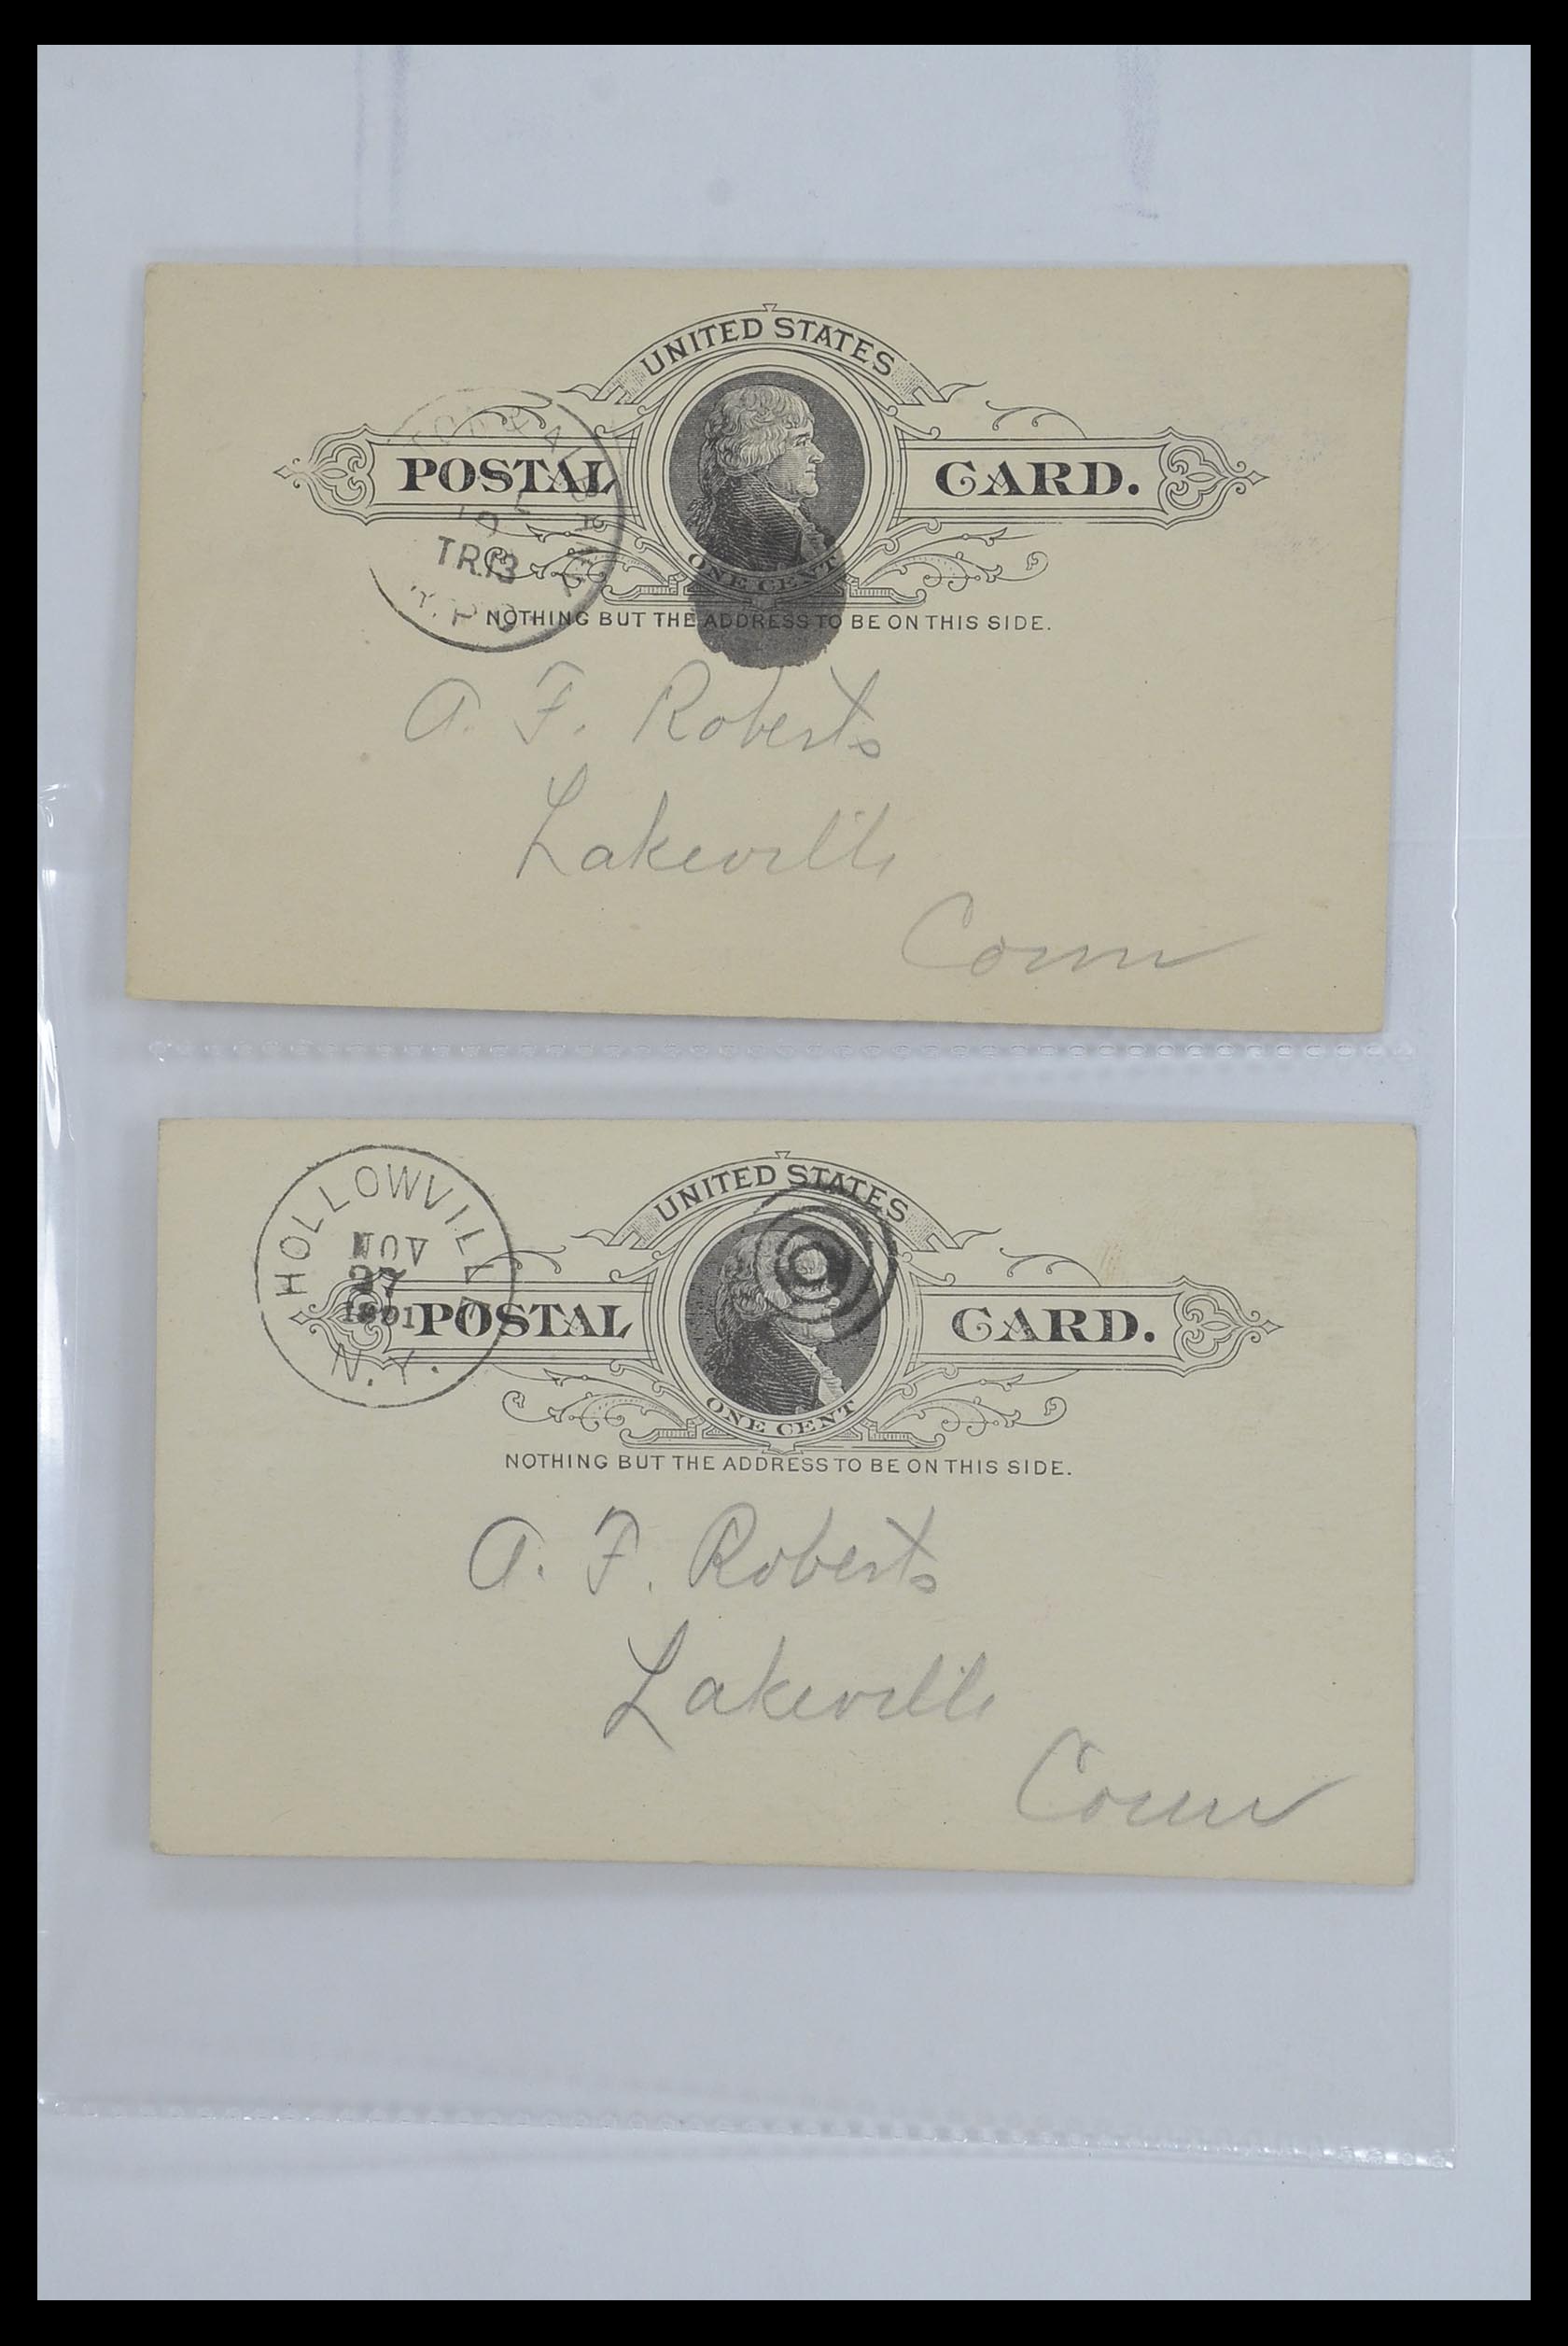 UNITED STATES
POSTAL CARD.
ONE CENT
TR.13
NOTHING BUT THE ADDRESS TO BE ON THIS SIDE.
A. F. Roberts
Lakeville
Conn
HOLLOWVILLE
NOV
27
1891
N.Y.
UNITED STATES
POSTAL CARD.
ONE CENT
NOTHING BUT THE ADDRESS TO BE ON THIS SIDE.
A. F. Roberts
Lakeville
Conn